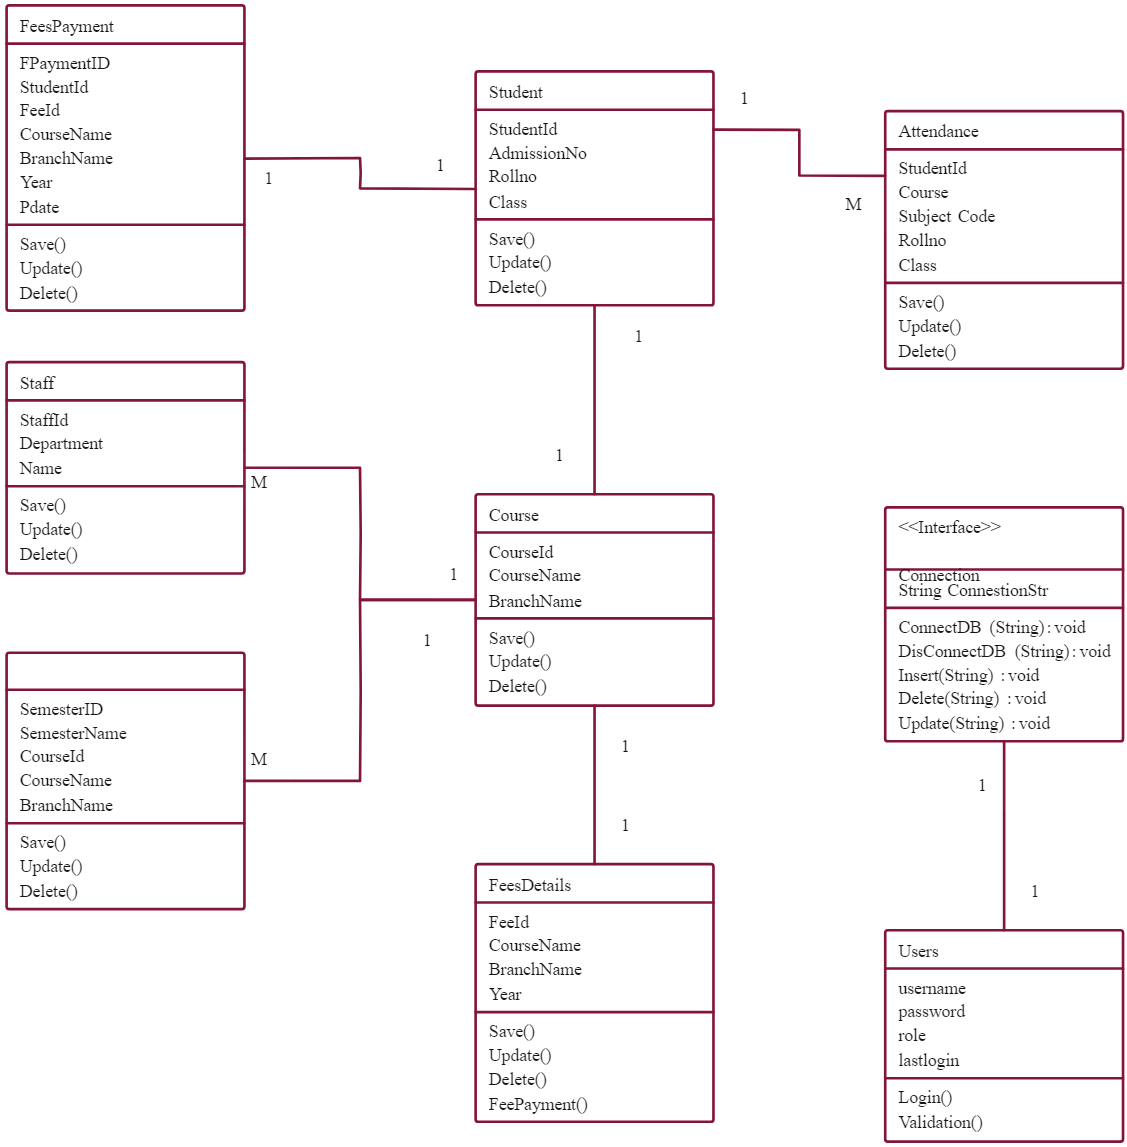 FeesPayment
FPaymentID
StudentId
FeeId
CourseName
BranchName
Year
Pdate
Save()
Update()
Delete()
1
1
Student
StudentId
AdmissionNo
Rollno
Class
Save()
Update()
Delete()
1
M
Attendance
StudentId
Course
Subject Code
Rollno
Class
Save()
Update()
Delete()
1
1
Staff
StaffId
Department
Name
Save()
Update()
Delete()
M
1
1
M
SemesterID
SemesterName
CourseId
CourseName
BranchName
Save()
Update()
Delete()
Course
CourseId
CourseName
BranchName
Save()
Update()
Delete()
1
1
FeesDetails
FeeId
CourseName
BranchName
Year
Save()
Update()
Delete()
FeePayment()
<<Interface>>
Connection
String ConnestionStr
ConnectDB (String) : void
DisConnectDB (String) : void
Insert(String) : void
Delete(String) : void
Update(String) : void
1
1
Users
username
password
role
lastlogin
Login()
Validation()